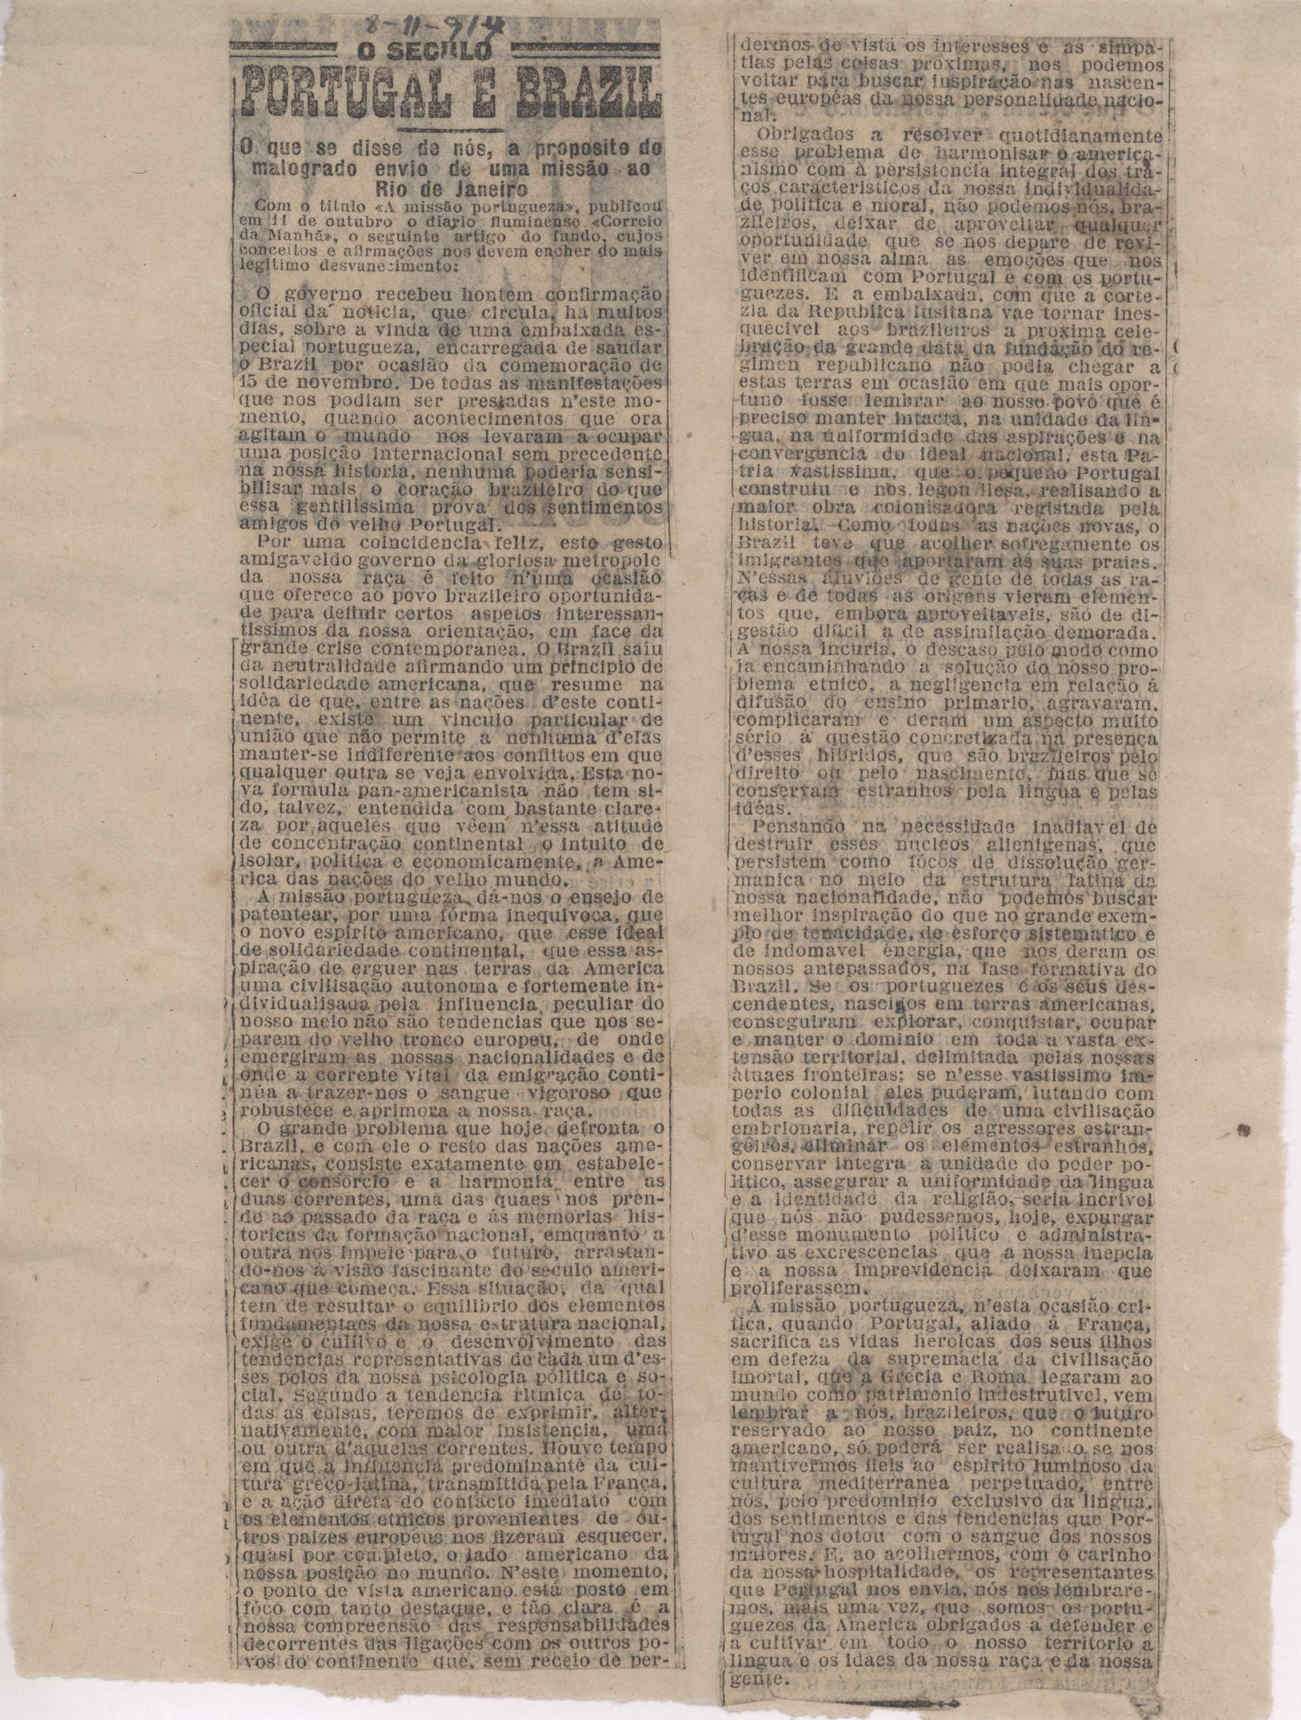 8-11-914
O SECULO
PORTUGAL E BRAZIL
O que se disse de nós, a proposito do
malogrado envio de uma missão ao
Rio de Janeiro
Com o titulo «A missão portugueza», publicou
em 11 de outubro o diario fluminense «Correio
da Manhã», o seguinte artigo do fundo, cujos
conceitos e afirmações nos devem encher do mais
legitimo desvanecimento:
O governo recebeu hontem confirmação
oficial da noticia, que circula, ha muitos
dias, sobre a vinda de uma embaixada es-
pecial portugueza, encarregada de saudar
o Brazil por ocasião da comemoração de
15 de novembro. De todas as manifestações
que nos podiam ser prestadas n'este mo-
mento, quando acontecimentos que ora
agitam o mundo nos levaram a ocupar
uma posição internacional sem precedente
na nossa historia, nenhuma poderia sensi-
bilisar mais o coração brazileiro do que
essa gentilissima prova dos sentimentos
amigos do velho Portugal.
Por uma coincidencia feliz, este gesto
amigavel do governo da gloriosa metropole
da nossa raça é feito n'uma ocasião
que oferece ao povo brazileiro oportunida-
de para definir certos aspetos interessan-
tissimos da nossa orientação, em face da
grande crise contemporanea. O Brazil saiu
da neutralidade afirmando um principio de
solidariedade americana, que resume na
idéa de que, entre as nações d'este conti-
nente, existe um vinculo particular de
união que não permite a nenhuma d'elas
manter-se indiferente aos conflitos em que
qualquer outra se veja envolvida. Esta no-
va formula pan-americanista não tem si-
do, talvez, entendida com bastante clare-
za por aqueles que vêem n'essa atitude
de concentração continental o intuito de
isolar, politica e economicamente, a Ame-
rica das nações do velho mundo.
A missão portugueza dá-nos o ensejo de
patentear, por uma fórma inequivoca, que
o novo espirito americano, que esse ideal
de solidariedade continental, que essa as-
piração de erguer nas terras da America
uma civilisação autonoma e fortemente in-
dividualisada pela influencia peculiar do
nosso meio não são tendencias que nos se-
parem do velho tronco europeu, de onde
emergiram as nossas nacionalidades e de
onde a corrente vital da emigração conti-
núa a trazer-nos o sangue vigoroso que
robustece e aprimora a nossa raça.
O grande problema que hoje defronta o
Brazil, e com ele o resto das nações ame-
ricanas, consiste exatamente em estabele-
cer o consorcio e a harmonia entre as
duas correntes, uma das quaes nos pren-
de ao passado da raça e ás memorias his-
toricas da formação nacional, emquanto a
outra nos impele para o futuro, arrastan-
do-nos á visão fascinante do seculo ameri-
cano que começa. Essa situação, da qual
tem de resultar o equilibrio dos elementos
fundamentaes da nossa estrutura nacional,
exige o cultivo e o desenvolvimento das
tendencias representativas de cada um d'es-
ses polos da nossa psicologia politica e so-
cial. Segundo a tendencia ritmica de to-
das as coisas, teremos de exprimir, alter-
nativamente, com maior insistencia, uma
ou outra d'aquelas correntes. Houve tempo
em que a influencia predominante da cul-
tura greco-latina, transmitida pela França,
e a ação direta do contacto imediato com
os elementos etnicos provenientes de ou-
tros paizes europeus nos fizeram esquecer,
quasi por completo, o lado americano da
nossa posição no mundo. N'este momento,
o ponto de vista americano está posto em
fóco com tanto destaque, e tão clara é a
nossa compreensão das responsabilidades
decorrentes das ligações com os outros po-
vos do continente que, sem receio de per-
dermos de vista os interesses e as simpa-
tias pelas coisas próximas, nos podemos
voltar para buscar inspiração nas nascen-
tes européas da nossa personalidade nacio-
nal.
Obrigados a resolver quotidianamente
esse problema de harmonisar o america-
nismo com a persistencia integral dos tra-
ços caracteristicos da nossa individualida-
de politica e moral, não podemos nós, bra-
zileiros, deixar de aproveitar qualquer
oportunidade que se nos depare de revi-
ver em nossa alma as emoções que nos
identificam com Portugal e com os portu-
guezes. E a embaixada, com que a corte-
zia da Republica lusitana vae tornar ines-
quecivel aos brazileiros a proxima cele-
bração da grande data da fundação do re-
gimen republicano não podia chegar a
estas terras em ocasião em que mais opor-
tuno fosse lembrar ao nosso povo que é
preciso manter intacta, na unidade da lin-
gua, na uniformidade das aspirações e na
convergencia do ideal nacional, esta Pa-
tria vastissima, que o pequeno Portugal
construiu e nos legou ilesa, realisando a
maior obra colonisadora registada pela
historia. Como todas as nações novas, o
Brazil teve que acolher sofregamente os
imigrantes que aportaram ás suas praias.
N'essas aluviões de gente de todas as ra-
ças e de todas as origens vieram elemen-
tos que, embora aproveitaveis, são de di-
gestão dificil e de assimilação demorada.
A nossa incuria, o descaso pelo modo como
ia encaminhando a solução do nosso pro-
blema etnico, a negligencia em relação á
difusão do ensino primario, agravaram,
complicaram e deram um aspecto muito
sério á questão concretizada na presença
d'esses hibridos, que são brazileiros pelo
direito ou pelo nascimento, mas que se
conservam estranhos pela lingua e pelas
idéas.
Pensando na necessidade inadiavel de
destruir esses nucleos alienigenas, que
persistem como fócos de dissolução ger-
manica no meio da estrutura latina da
nossa nacionalidade, não podemos buscar
melhor inspiração do que no grande exem-
plo de tenacidade, de esforço sistematico e
de indomavel energia, que nos deram os
nossos antepassados, na fase formativa do
Brazil. Se os portuguezes e os seus des-
cendentes, nascidos em terras americanas,
conseguiram explorar, conquistar, ocupar
e manter o dominio em toda a vasta ex-
tensão territorial, delimitada pelas nossas
atuaes fronteiras; se n'esse vastissimo im-
perio colonial eles puderam, lutando com
todas as dificuldades de uma civilisação
embrionaria, repelir os agressores estran-
geiros, eliminar os elementos estranhos,
conservar integra a unidade do poder po-
litico, assegurar a uniformidade da lingua
e a identidade da religião, seria incrivel
que nós não pudessemos, hoje, expurgar
d'esse monumento politico e administra-
tivo as excrescencias que a nossa inepcia
e a nossa imprevidencia deixaram que
proliferassem.
A missão portugueza, n'esta ocasião cri-
tica, quando Portugal, aliado á França,
sacrifica as vidas heroicas dos seus filhos
em defeza da supremacia da civilisação
imortal, que a Grecia e Roma legaram ao
mundo como patrimonio indestrutivel, vem
lembrar a nós, brazileiros, que o futuro
reservado ao nosso paiz, no continente
americano, só poderá ser realisado se nos
mantivermos fieis ao espirito luminoso da
cultura mediterranea perpetuado, entre
nós, pelo predominio exclusivo da lingua,
dos sentimentos e das tendencias que Por-
tugal nos dotou com o sangue dos nossos
maiores. E, ao acolhermos, com o carinho
da nossa hospitalidade, os representantes
que Portugal nos envia, nós nos lembrare-
mos, mais uma vez, que somos os portu-
guezes da America obrigados a defender e
a cultivar em todo o nosso territorio a
lingua e os idaes da nossa raça e da nossa
gente.